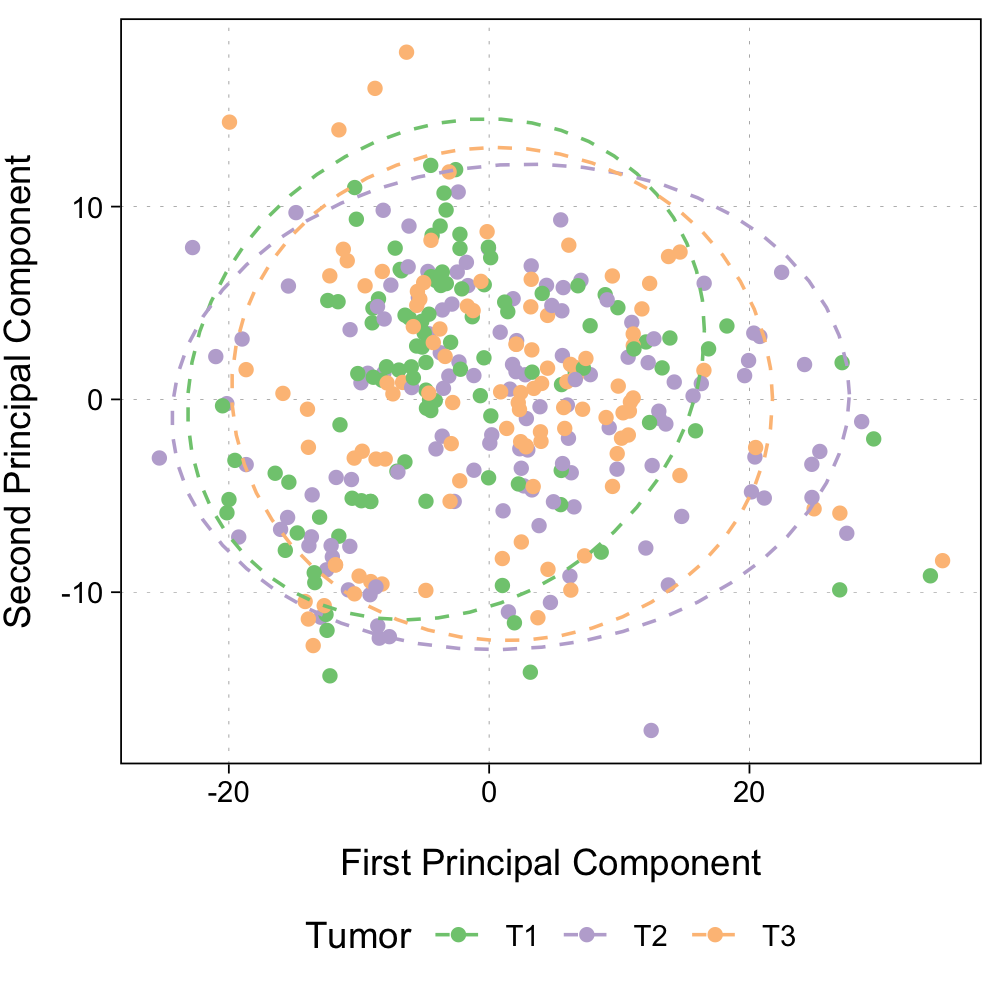 Second Principal Component
10
0
-10
-20 0 20
First Principal Component
Tumor T1 T2 T3